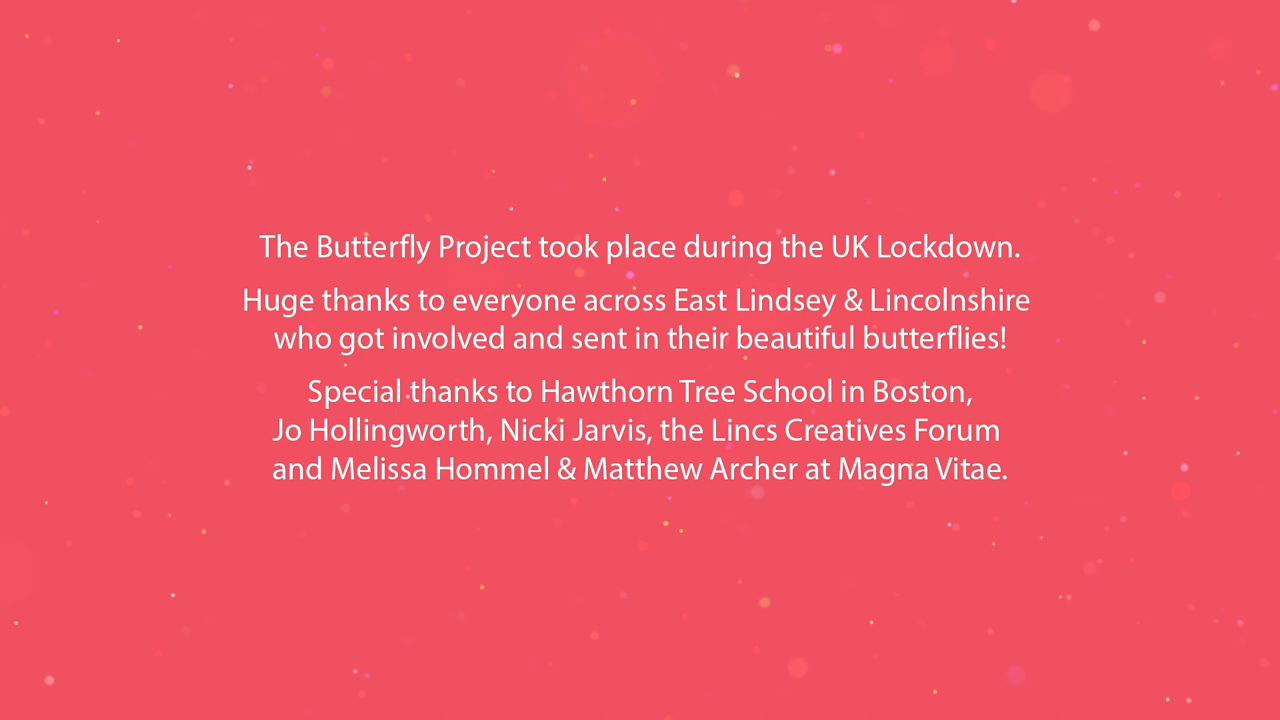 The Butterfly Project took place during the UK Lockdown.
Huge thanks to everyone across East Lindsey & Lincolnshire
who got involved and sent in their beautiful butterflies!
Special thanks to Hawthorn Tree School in Boston,
Jo Hollingworth, Nicki Jarvis, the Lincs Creatives Forum
and Melissa Hommel & Matthew Archer at Magna Vitae.